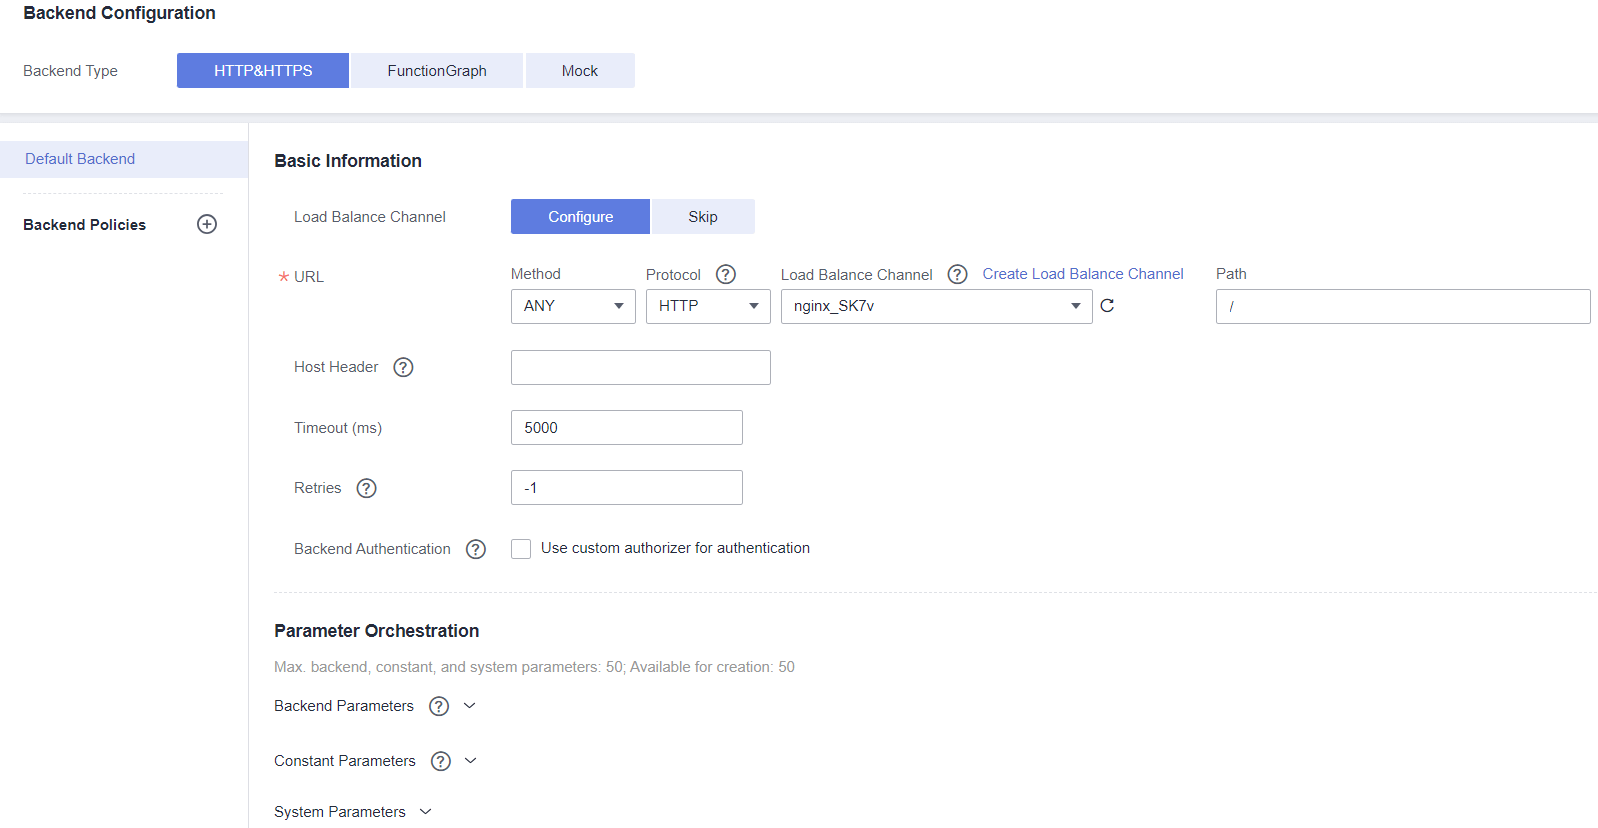 Backend Configuration
Backend Type HTTP&HTTPS FunctionGraph Mock
Default Backend
Backend Policies
Basic Information
Load Balance Channel Configure Skip
* URL
Method Protocol ? Load Balance Channel ? Create Load Balance Channel Path
ANY HTTP nginx_SK7v /
Host Header ?
Timeout (ms) 5000
Retries ? -1
Backend Authentication ? Use custom authorizer for authentication
Parameter Orchestration
Max. backend, constant, and system parameters: 50; Available for creation: 50
Backend Parameters ?
Constant Parameters ?
System Parameters